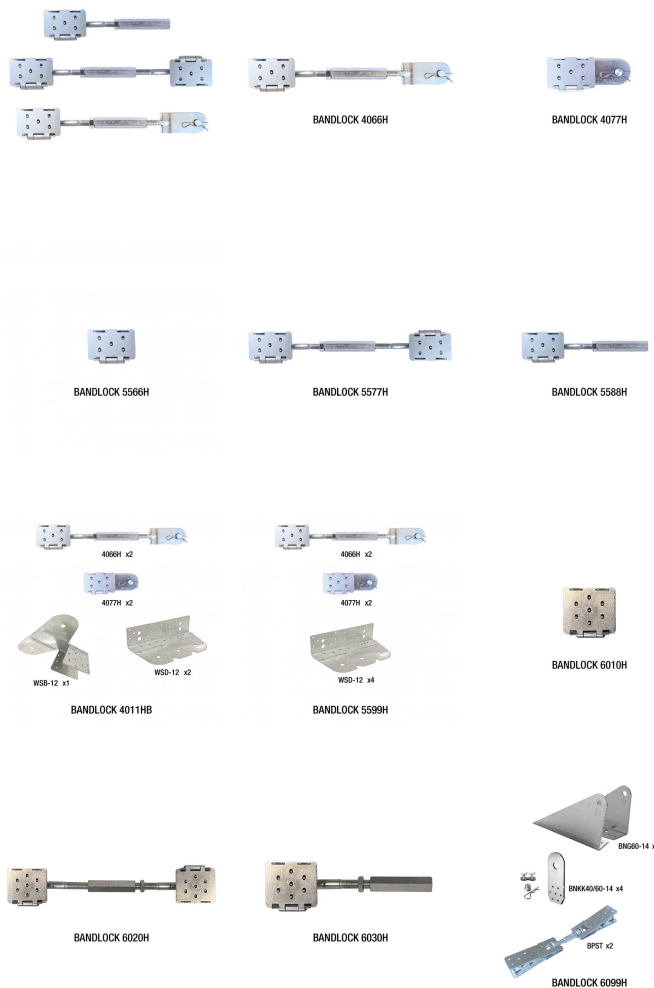 BANDLOCK 4066H
BANDLOCK 4077H
BANDLOCK 5566H
BANDLOCK 5577H
BANDLOCK 5588H
4066H x2
4077H x2
WSB-12 x1
WSD-12 x2
BANDLOCK 4011HB
4066H x2
4077H x2
WSD-12 x4
BANDLOCK 5599H
BANDLOCK 6010H
BANDLOCK 6020H
BANDLOCK 6030H
BNG60-14 x
BNKK40/60-14 x4
BPST x2
BANDLOCK 6099H